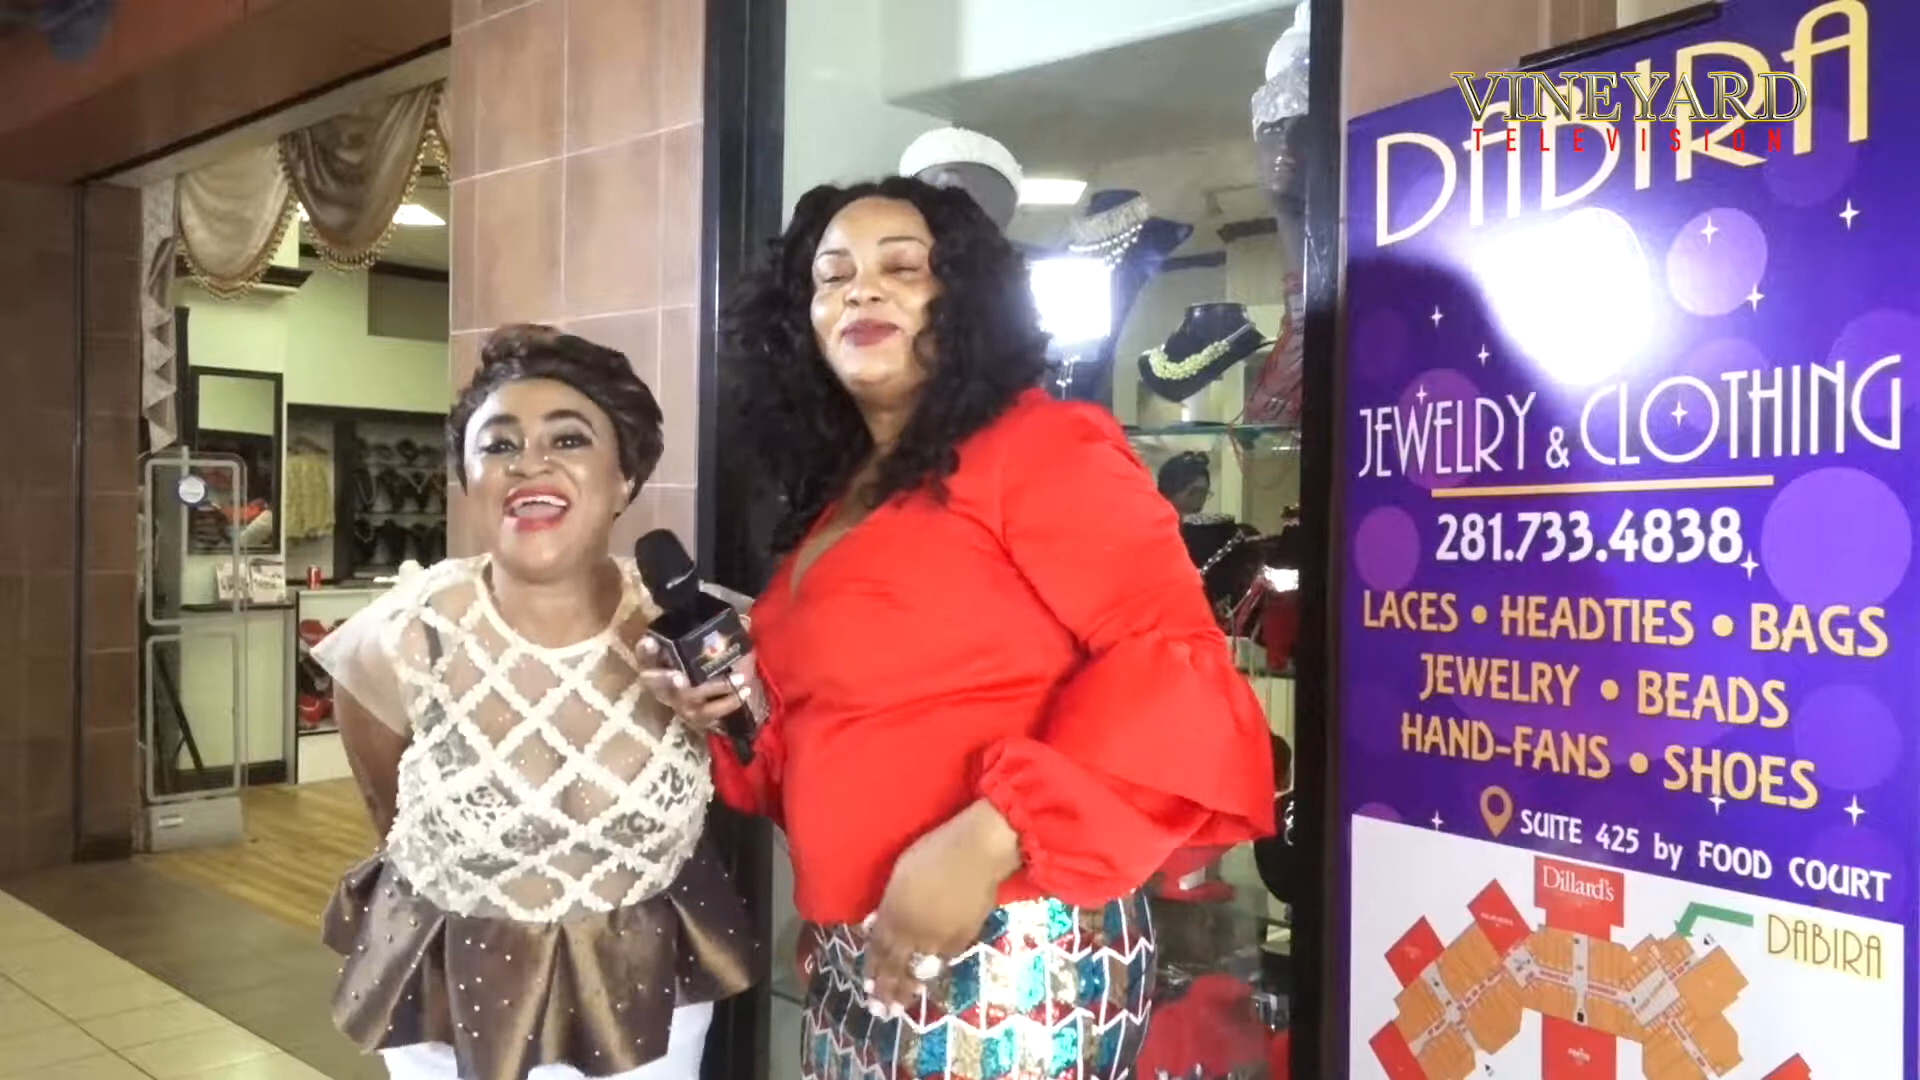 VINEYARD
TELEVISION
DABIRA
JEWELRY & CLOTHING
281.733.4838
LACES • HEADTIES • BAGS
JEWELRY • BEADS
HAND-FANS • SHOES
SUITE 425 by FOOD COURT
Dillard's
DABIRA